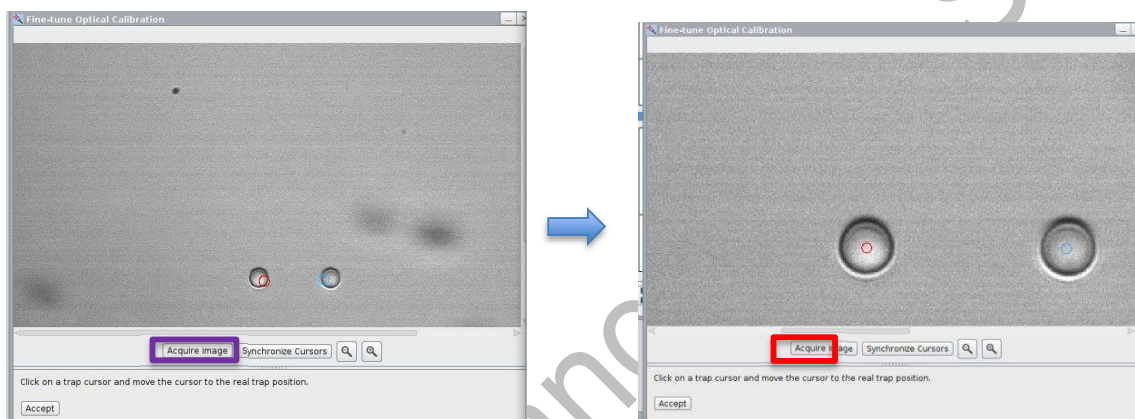 Fine-tune Optical Calibration
Acquire image Synchronize Cursors
Click on a trap cursor and move the cursor to the real trap position.
Accept
Fine-tune Optical Calibration
Acquire image Synchronize Cursors
Click on a trap cursor and move the cursor to the real trap position.
Accept